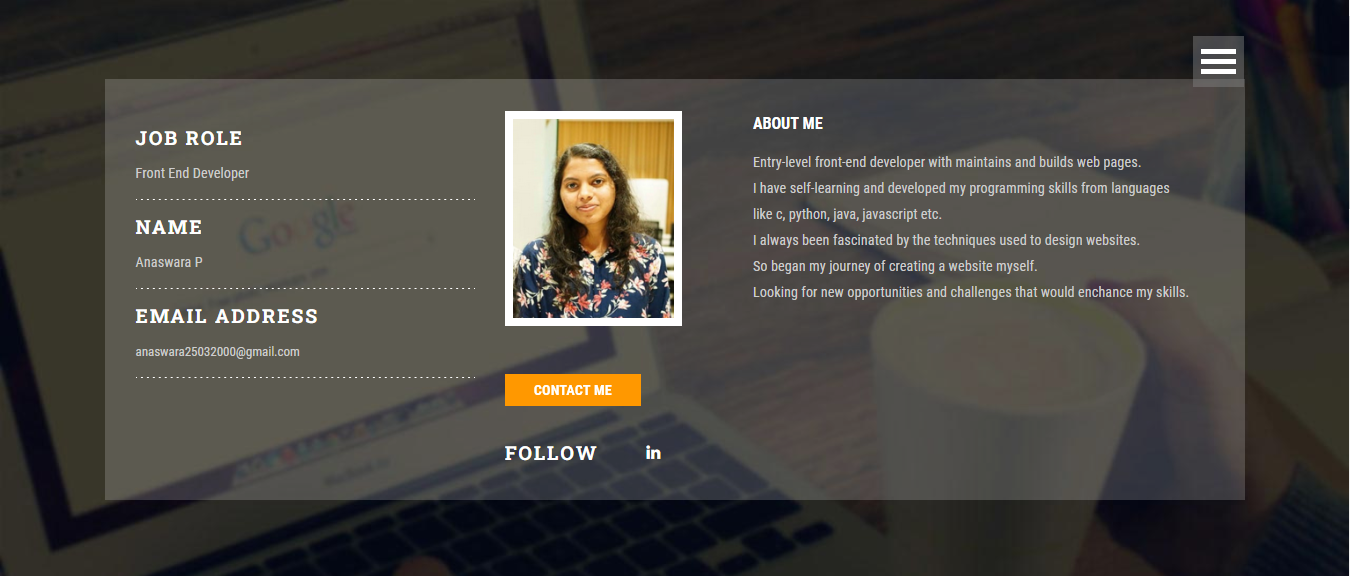 JOB ROLE
Front End Developer
NAME
Anaswara P
EMAIL ADDRESS
anaswara25032000@gmail.com
CONTACT ME
FOLLOW in
ABOUT ME
Entry-level front-end developer with maintains and builds web pages.
I have self-learning and developed my programming skills from languages
like c, python, java, javascript etc.
I always been fascinated by the techniques used to design websites.
So began my journey of creating a website myself.
Looking for new opportunities and challenges that would enchance my skills.
Google